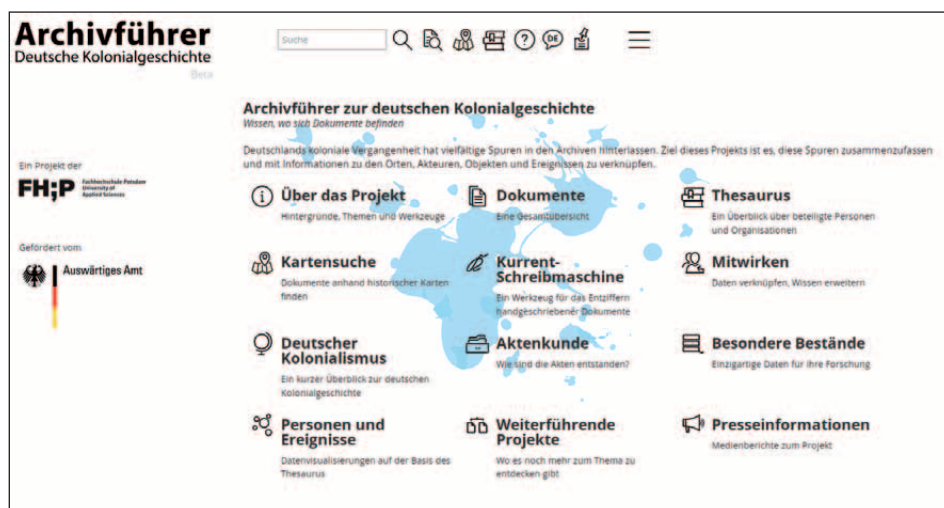 Archivführer
Deutsche Kolonialgeschichte
Beta
Suche
DE
Archivführer zur deutschen Kolonialgeschichte
Wissen, wo sich Dokumente befinden
Deutschlands koloniale Vergangenheit hat vielfältige Spuren in den Archiven hinterlassen. Ziel dieses Projekts ist es, diese Spuren zusammenzufassen
und mit Informationen zu den Orten, Akteuren, Objekten und Ereignissen zu verknüpfen.
Ein Projekt der
FH;P
Fachhochschule Potsdam
University of
Applied Sciences
Gefördert vom
Auswärtiges Amt
Über das Projekt
Hintergründe, Themen und Werkzeuge
Dokumente
Eine Gesamtübersicht
Thesaurus
Ein Überblick über beteiligte Personen
und Organisationen
Kartensuche
Dokumente anhand historischer Karten
finden
Kurrent-
Schreibmaschine
Ein Werkzeug für das Entziffern
handgeschriebener Dokumente
Mitwirken
Daten verknüpfen, Wissen erweitern
Deutscher
Kolonialismus
Ein kurzer Überblick zur deutschen
Kolonialgeschichte
Aktenkunde
Wie sind die Akten entstanden?
Besondere Bestände
Einzigartige Daten für Ihre Forschung
Personen und
Ereignisse
Datenvisualisierungen auf der Basis des
Thesaurus
Weiterführende
Projekte
Wo es noch mehr zum Thema zu
entdecken gibt
Presseinformationen
Medienberichte zum Projekt